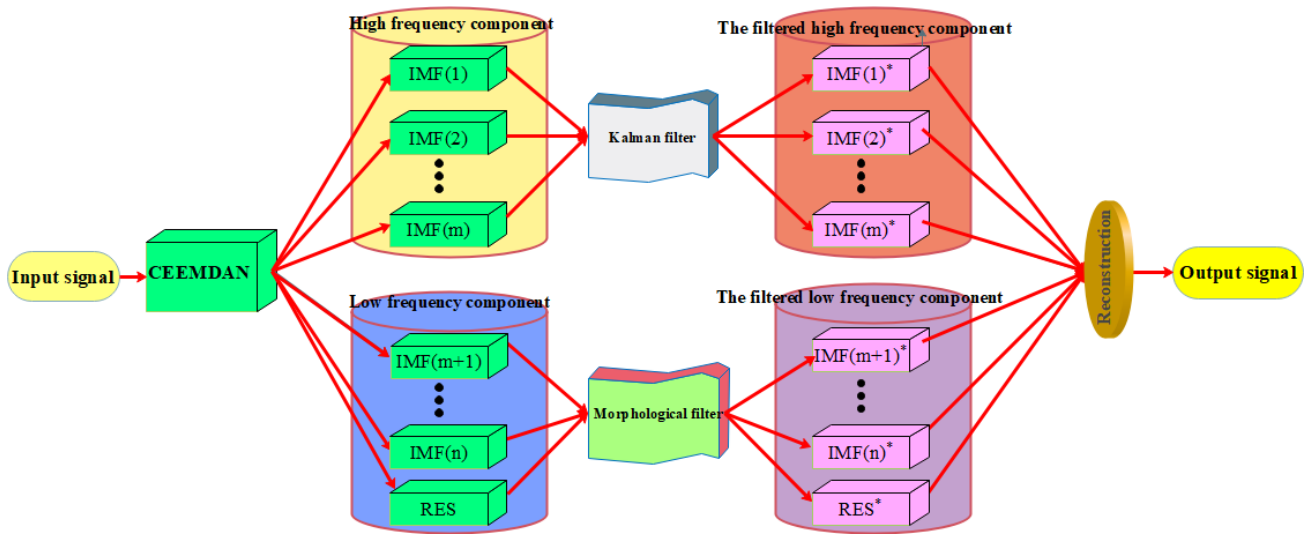 High frequency component
The filtered high frequency component
IMF(1)
IMF(2)
IMF(m)
Kalman filter
IMF(1)*
IMF(2)*
IMF(m)*
Input signal
CEEMDAN
Reconstruction
Output signal
Low frequency component
The filtered low frequency component
IMF(m+1)
IMF(n)
RES
Morphological filter
IMF(m+1)*
IMF(n)*
RES*